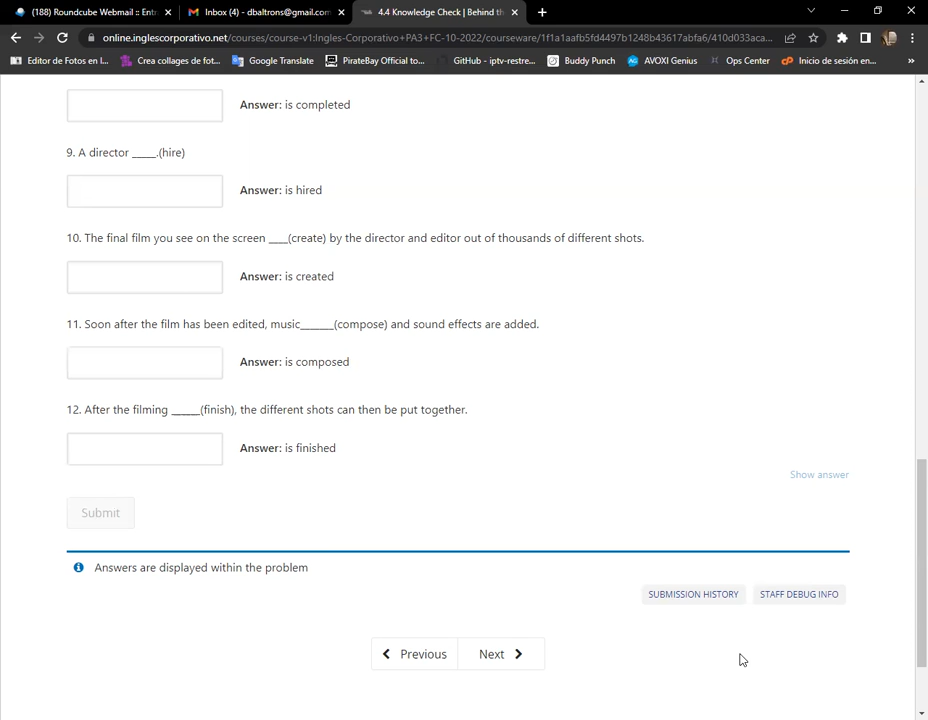 (188) Roundcube Webmail :: Entr
Inbox (4) - dbaltrons@gmail.com
4.4 Knowledge Check | Behind th
online.inglescorporativo.net/courses/course-v1:Ingles-Corporativo+PA3+FC-10-2022/courseware/1f1a1aafb5fd4497b1248b43617abfa6/410d033aca...
Editor de Fotos en l...
Crea collages de fot...
Google Translate
PirateBay Official to...
GitHub - iptv-restre...
Buddy Punch
AVOXI Genius
Ops Center
Inicio de sesión en...
Answer: is completed
9. A director _____.(hire)
Answer: is hired
10. The final film you see on the screen ____(create) by the director and editor out of thousands of different shots.
Answer: is created
11. Soon after the film has been edited, music_______(compose) and sound effects are added.
Answer: is composed
12. After the filming ______(finish), the different shots can then be put together.
Answer: is finished
Show answer
Submit
Answers are displayed within the problem
SUBMISSION HISTORY
STAFF DEBUG INFO
Previous
Next